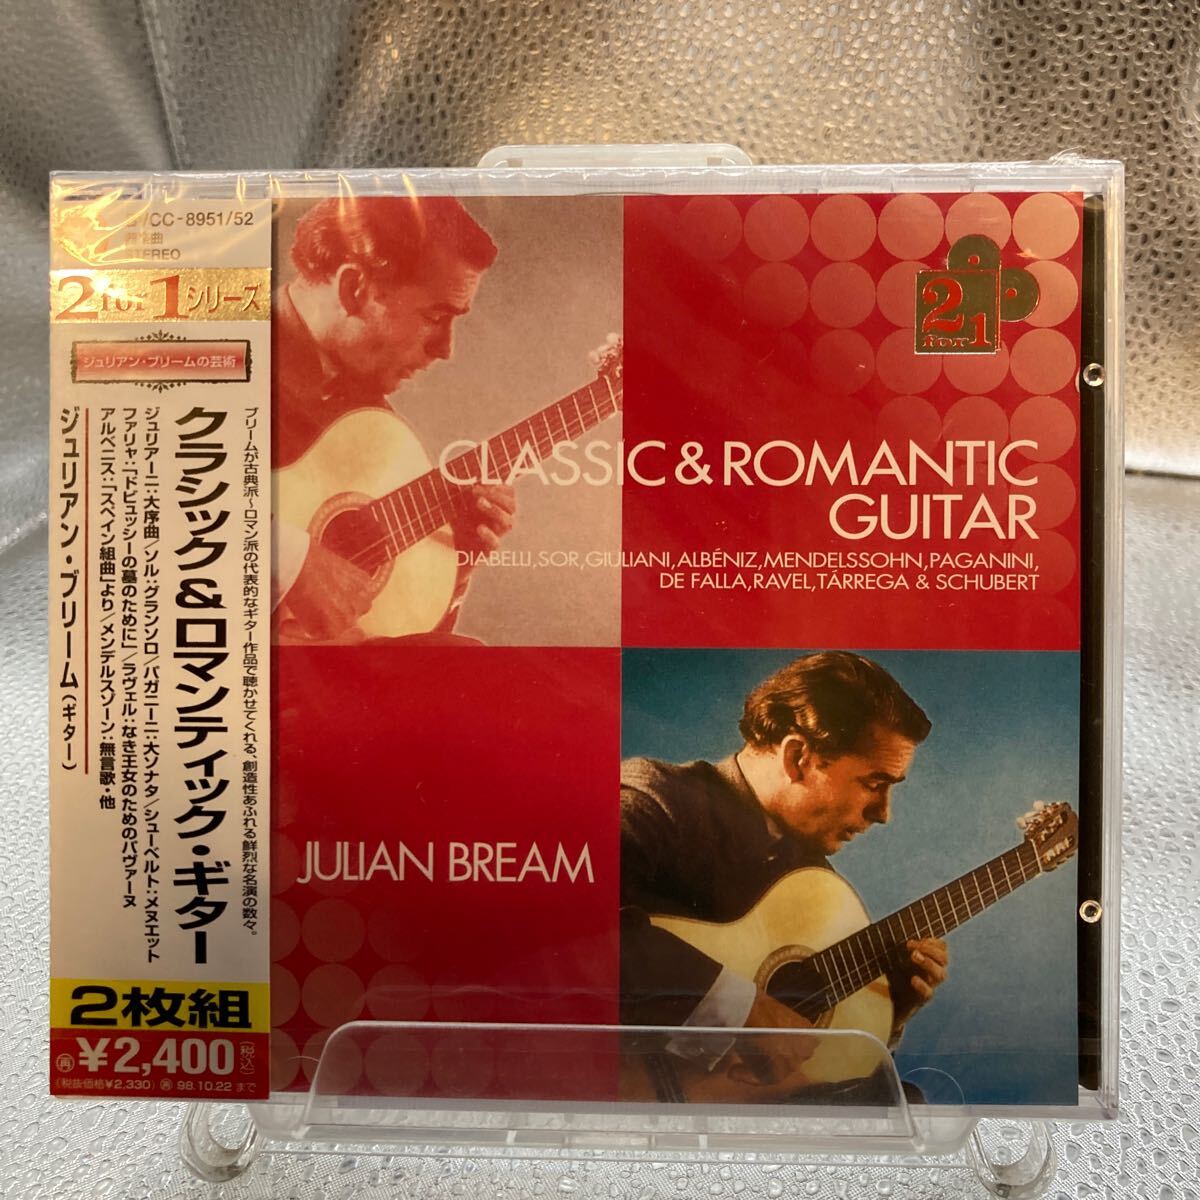 CC-8951/52
器楽曲
STEREO
2 for 1 シリーズ
ジュリアン・ブリームの芸術
ブリームが古典派〜ロマン派の代表的なギター作品で聴かせてくれる、創造性あふれる鮮烈な名演の数々。
クラシック&ロマンティック・ギター
ジュリアーニ:大序曲/ソル:グランソロ/パガニーニ:大ソナタ/シューベルト:メヌエット
ファリャ:「ドビュッシーの墓のために」/ラヴェル:なき王女のためのパヴァーヌ
アルベニス:「スペイン組曲」より/メンデルスゾーン:無言歌・他
ジュリアン・ブリーム(ギター)
2枚組
再 ¥2,400(税込)
(税抜価格¥2,330) 再 98.10.22まで
2
for 1
CLASSIC & ROMANTIC
GUITAR
DIABELLI, SOR, GIULIANI, ALBÉNIZ, MENDELSSOHN, PAGANINI,
DE FALLA, RAVEL, TÁRREGA & SCHUBERT
JULIAN BREAM